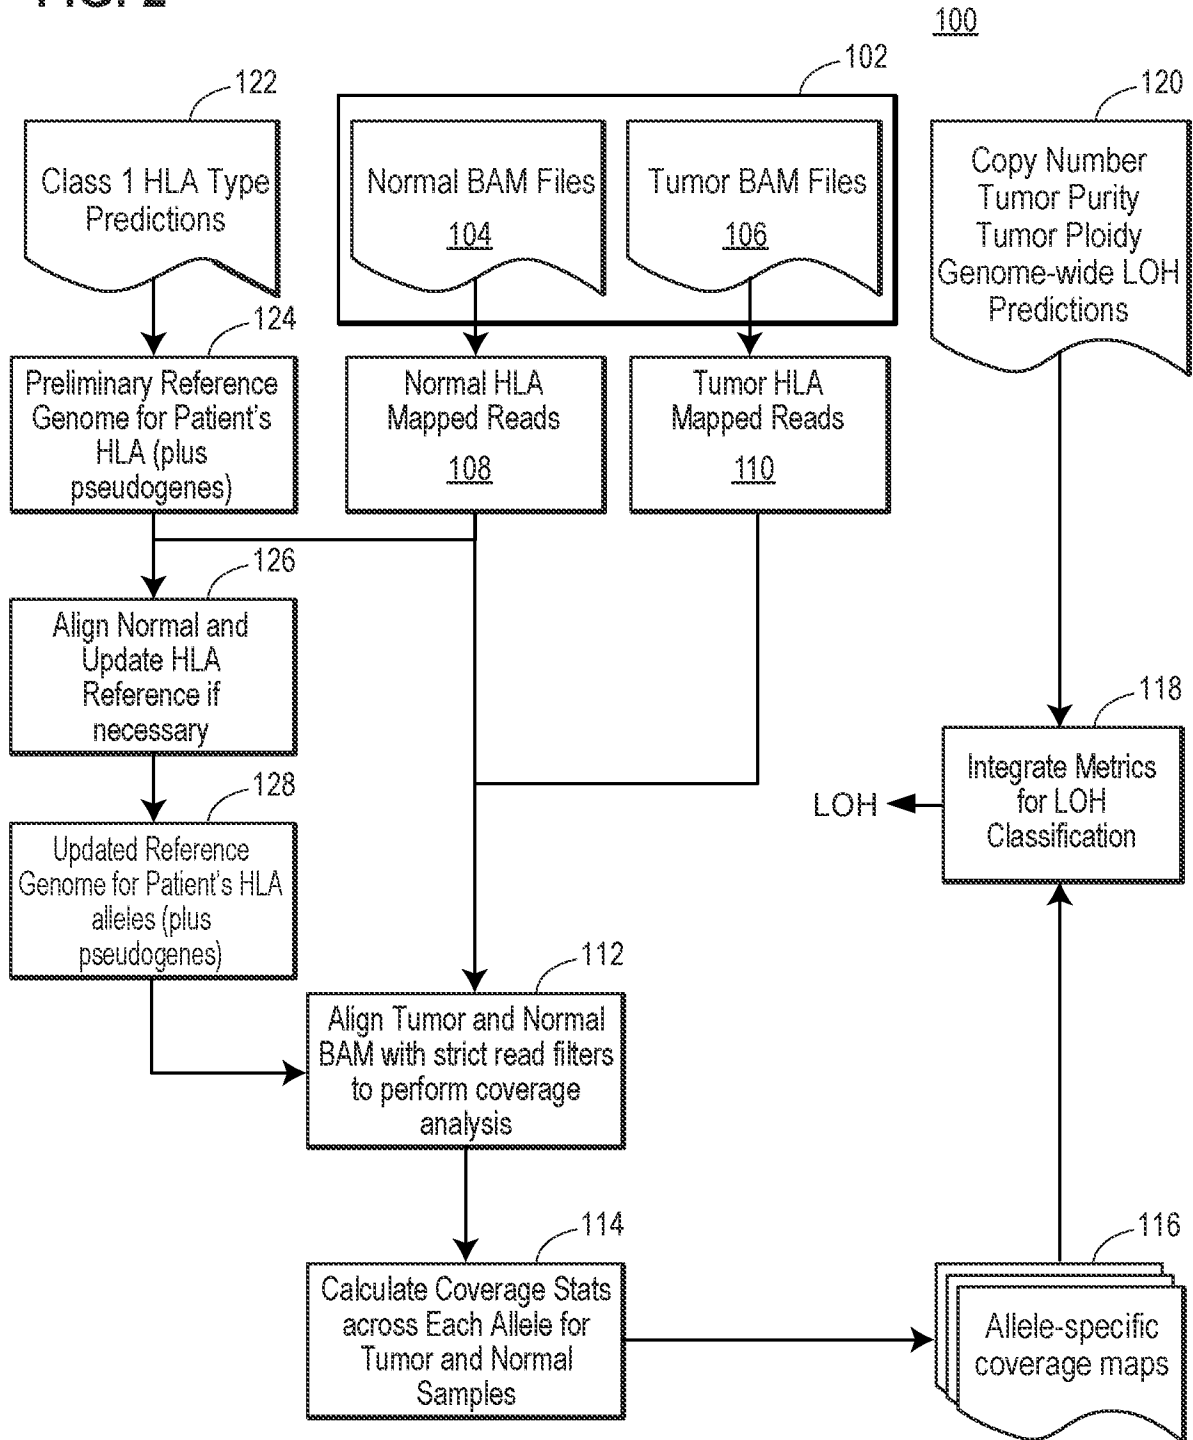 100
122
102
120
Class 1 HLA Type
Predictions
Normal BAM Files
104
Tumor BAM Files
106
Copy Number
Tumor Purity
Tumor Ploidy
Genome-wide LOH
Predictions
124
Preliminary Reference
Genome for Patient's
HLA (plus
pseudogenes)
Normal HLA
Mapped Reads
108
Tumor HLA
Mapped Reads
110
126
Align Normal and
Update HLA
Reference if
necessary
118
Integrate Metrics
for LOH
Classification
LOH
128
Updated Reference
Genome for Patient's HLA
alleles (plus
pseudogenes)
112
Align Tumor and Normal
BAM with strict read filters
to perform coverage
analysis
114
Calculate Coverage Stats
across Each Allele for
Tumor and Normal
Samples
116
Allele-specific
coverage maps